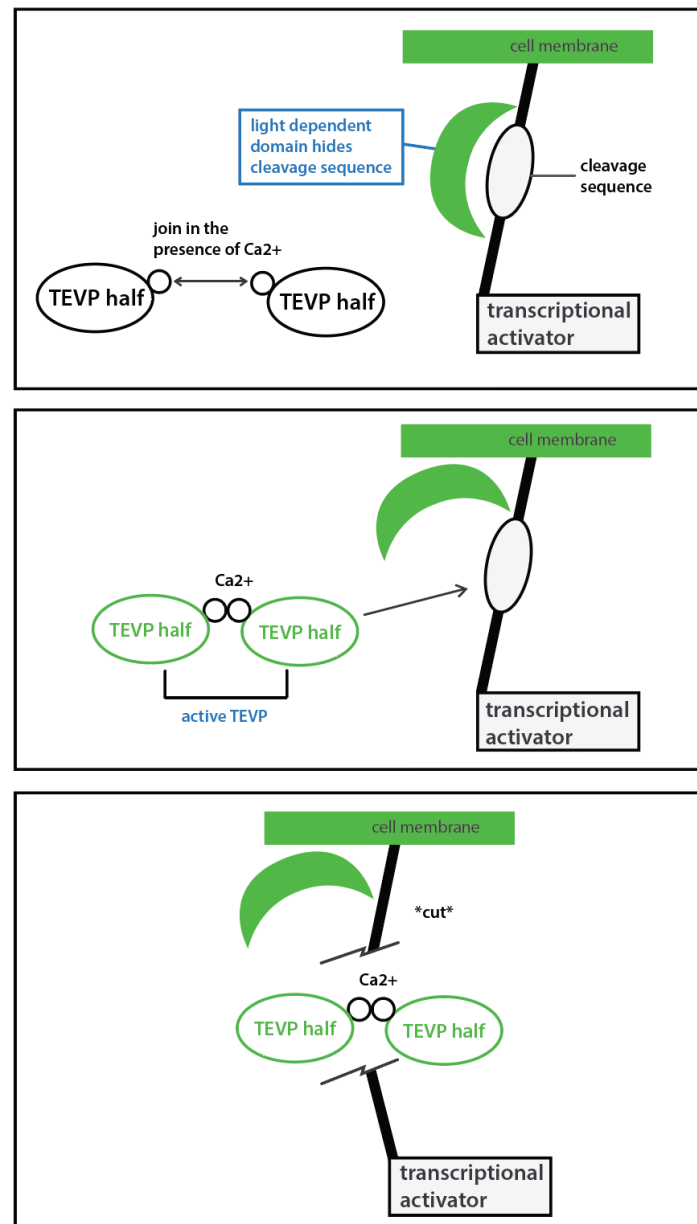 cell membrane
light dependent
domain hides
cleavage sequence
cleavage
sequence
join in the
presence of Ca2+
TEVP half
TEVP half
transcriptional
activator
cell membrane
Ca2+
TEVP half
TEVP half
active TEVP
transcriptional
activator
cell membrane
*cut*
Ca2+
TEVP half
TEVP half
transcriptional
activator